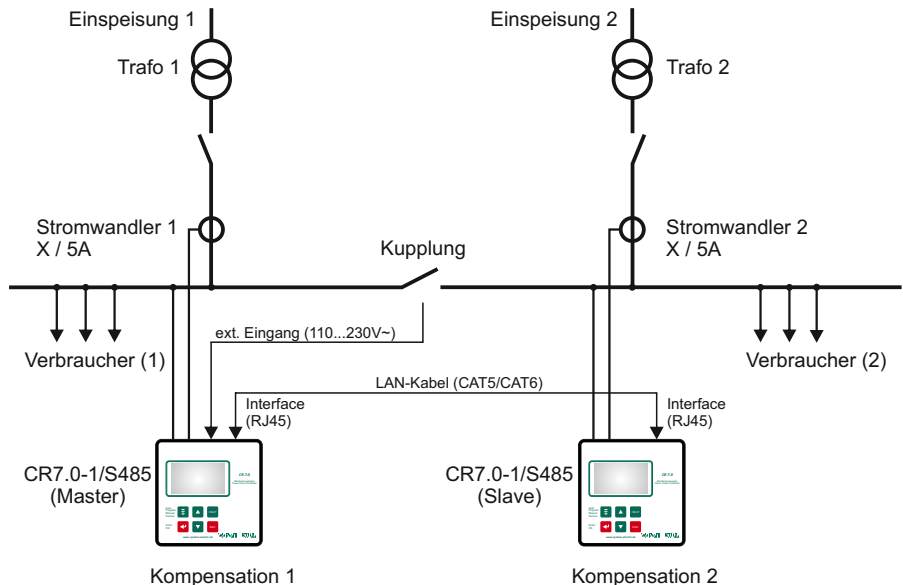 Einspeisung 1
Einspeisung 2
Trafo 1
Trafo 2
Stromwandler 1
X / 5A
Stromwandler 2
X / 5A
Kupplung
ext. Eingang (110...230V~)
Verbraucher (1)
Verbraucher (2)
LAN-Kabel (CAT5/CAT6)
Interface
(RJ45)
Interface
(RJ45)
CR7.0-1/S485
(Master)
CR7.0-1/S485
(Slave)
Kompensation 1
Kompensation 2